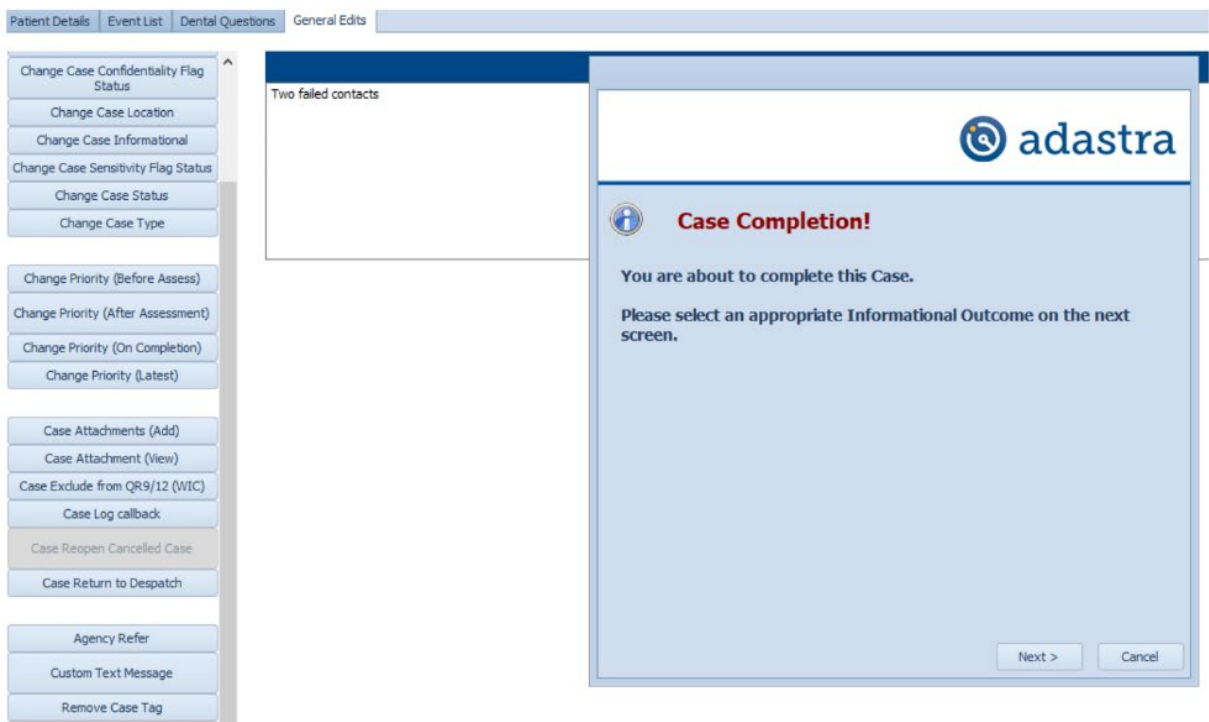 Patient Details Event List Dental Questions General Edits
Change Case Confidentiality Flag
Status
Change Case Location
Change Case Informational
Change Case Sensitivity Flag Status
Change Case Status
Change Case Type
Change Priority (Before Assess)
Change Priority (After Assessment)
Change Priority (On Completion)
Change Priority (Latest)
Case Attachments (Add)
Case Attachment (View)
Case Exclude from QR9/12 (WIC)
Case Log callback
Case Reopen Cancelled Case
Case Return to Despatch
Agency Refer
Custom Text Message
Remove Case Tag
Two failed contacts
adastra
Case Completion!
You are about to complete this Case.
Please select an appropriate Informational Outcome on the next
screen.
Next > Cancel